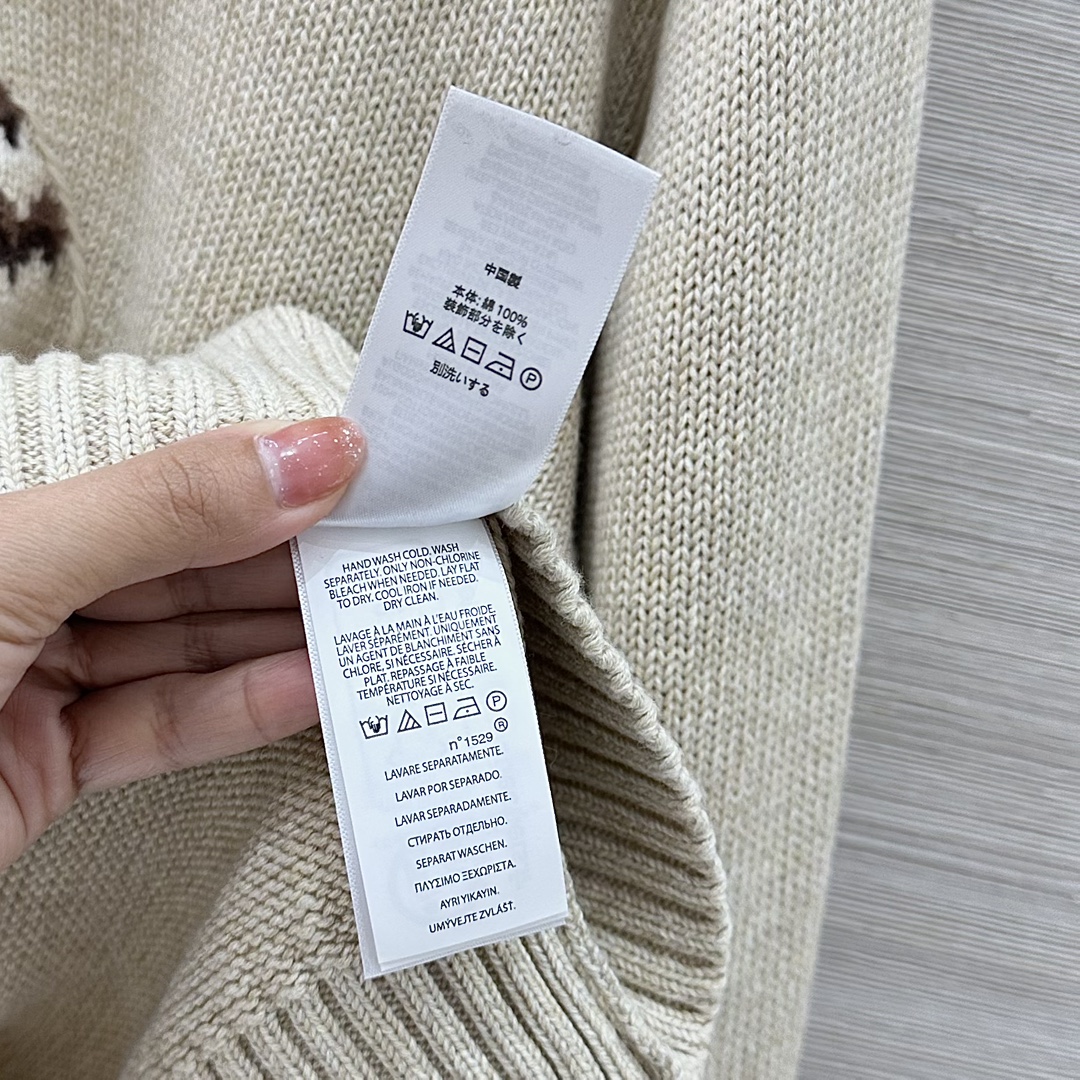 中国製
本体: 綿 100%
装飾部分を除く
P
別洗いする
HAND WASH COLD. WASH
SEPARATELY. ONLY NON-CHLORINE
BLEACH WHEN NEEDED. LAY FLAT
TO DRY. COOL IRON IF NEEDED.
DRY CLEAN.
LAVAGE À LA MAIN À L'EAU FROIDE.
LAVER SÉPARÉMENT. UNIQUEMENT
UN AGENT DE BLANCHIMENT SANS
CHLORE, SI NÉCESSAIRE. SÉCHER À
PLAT. REPASSAGE À FAIBLE
TEMPÉRATURE SI NÉCESSAIRE.
NETTOYAGE À SEC.
P
n°1529 ®
LAVARE SEPARATAMENTE.
LAVAR POR SEPARADO.
LAVAR SEPARADAMENTE.
СТИРАТЬ ОТДЕЛЬНО.
SEPARAT WASCHEN.
ΠΛΥΣΙΜΟ ΞΕΧΩΡΙΣΤΑ.
AYRI YIKAYIN.
UMÝVEJTE ZVLÁŠŤ.